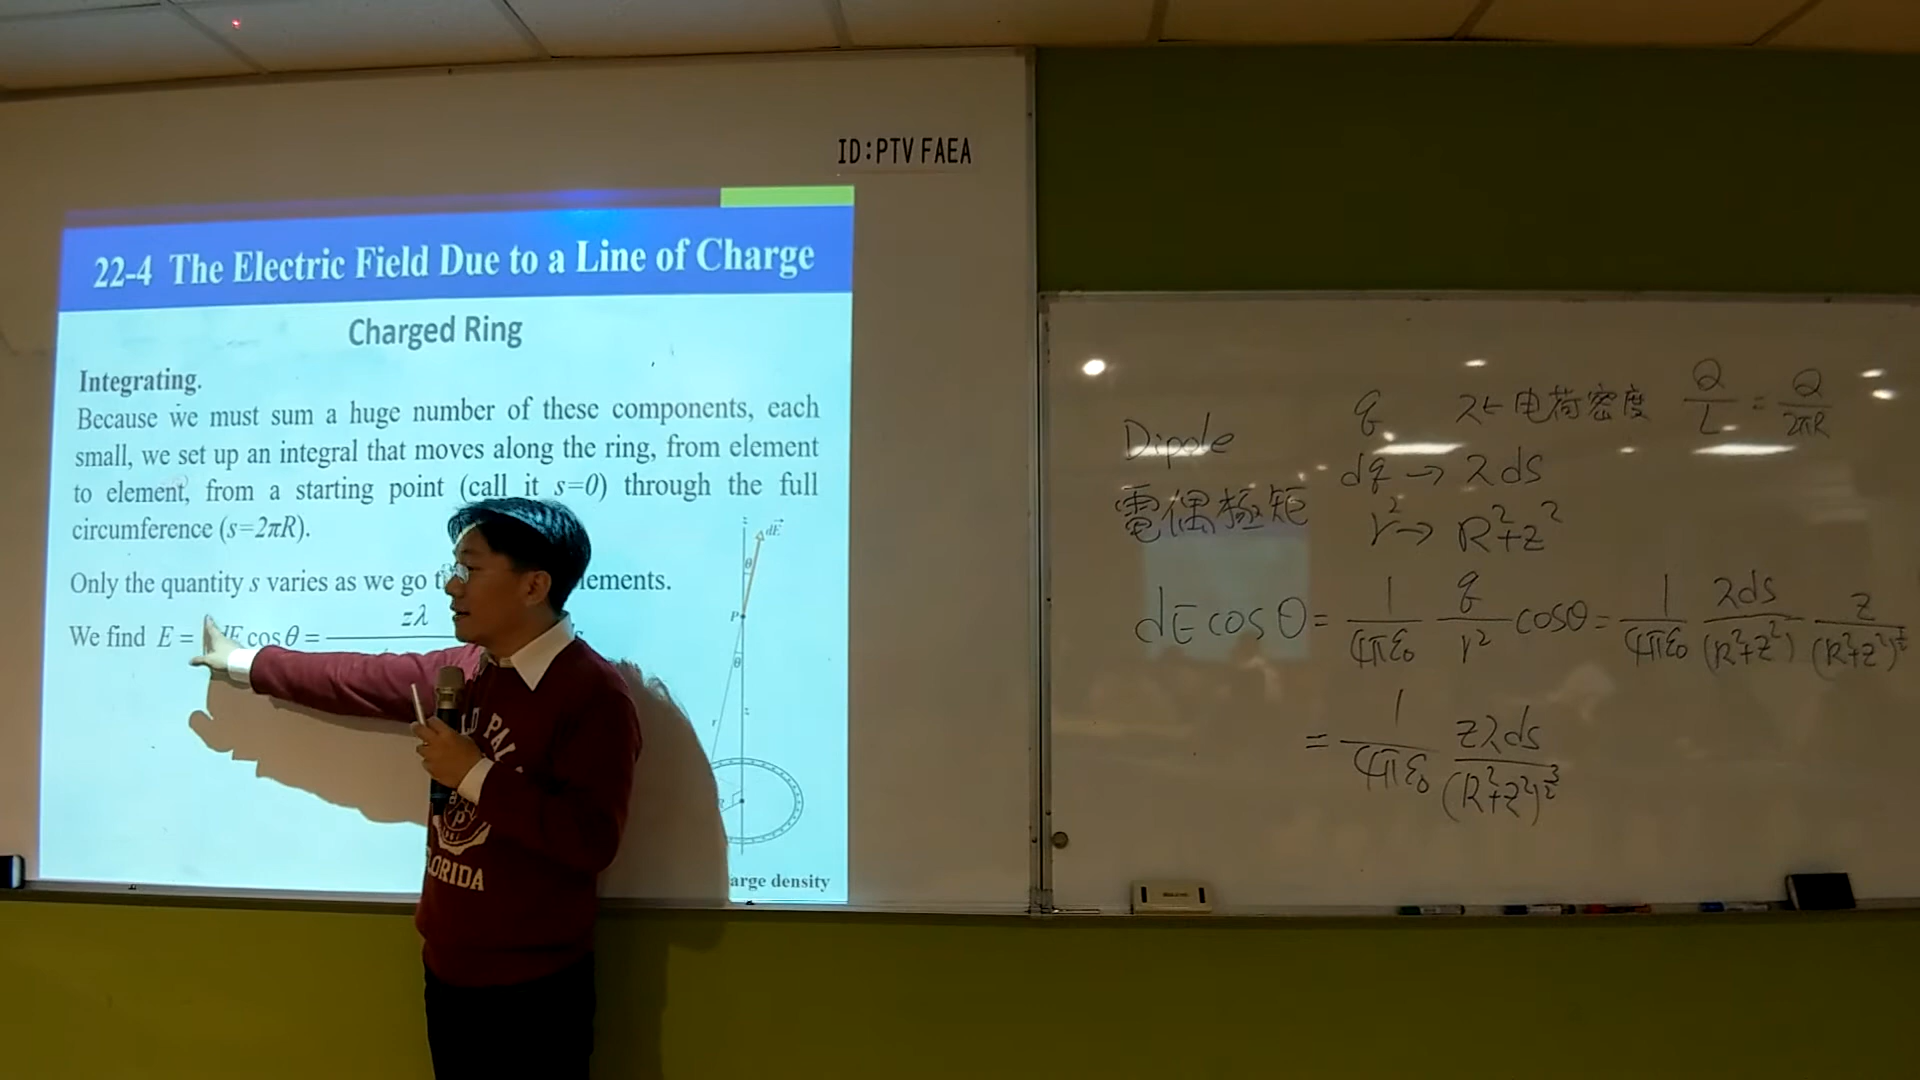 ID:PTV FAEA
22-4 The Electric Field Due to a Line of Charge
Charged Ring
Integrating.
Because we must sum a huge number of these components, each
small, we set up an integral that moves along the ring, from element
to element, from a starting point (call it s=0) through the full
circumference (s=2πR).
Only the quantity s varies as we go ements.
We find E = dE cos θ = zλ
dE
θ
P
θ
z
r
arge density
FLORIDA
Dipole
電偶極矩
q λ 电荷密度 Q/L = Q/2πR
dq → λds
r² → R²+z²
dE cos θ = 1/4πε₀ q/r² cosθ = 1/4πε₀ λds/(R²+z²) z/(R²+z²)^½
= 1/4πε₀ zλds/(R²+z²)^3/2